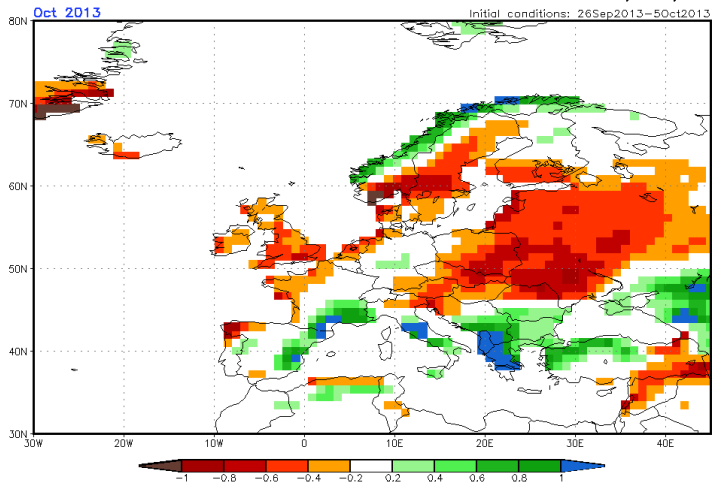 Oct 2013
Initial conditions: 26Sep2013-5Oct2013
80N
70N
60N
50N
40N
30N
30W 20W 10W 0 10E 20E 30E 40E
-1 -0.8 -0.6 -0.4 -0.2 0.2 0.4 0.6 0.8 1